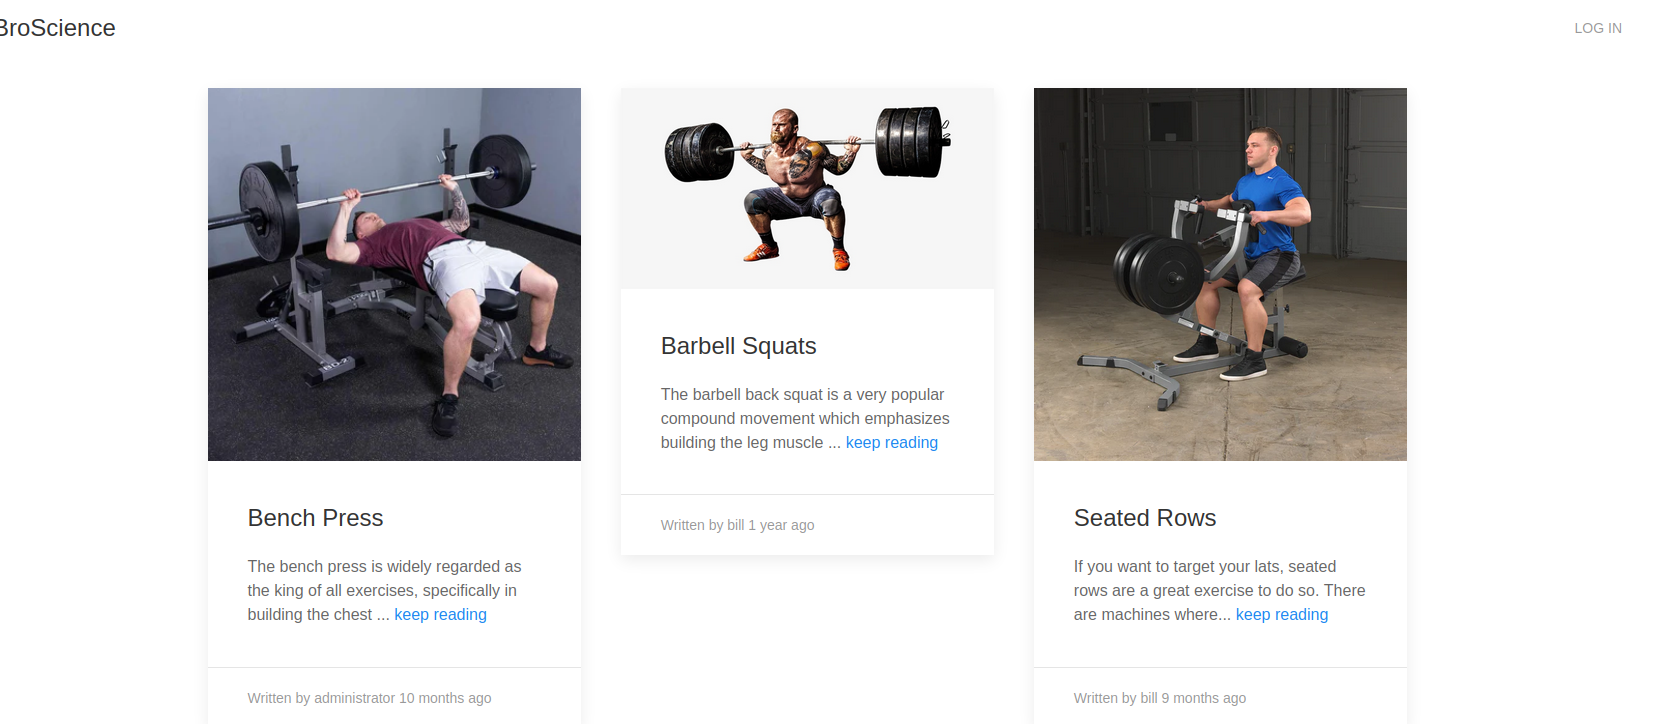 BroScience
LOG IN
Bench Press
The bench press is widely regarded as
the king of all exercises, specifically in
building the chest ... keep reading
Written by administrator 10 months ago
Barbell Squats
The barbell back squat is a very popular
compound movement which emphasizes
building the leg muscle ... keep reading
Written by bill 1 year ago
Seated Rows
If you want to target your lats, seated
rows are a great exercise to do so. There
are machines where... keep reading
Written by bill 9 months ago